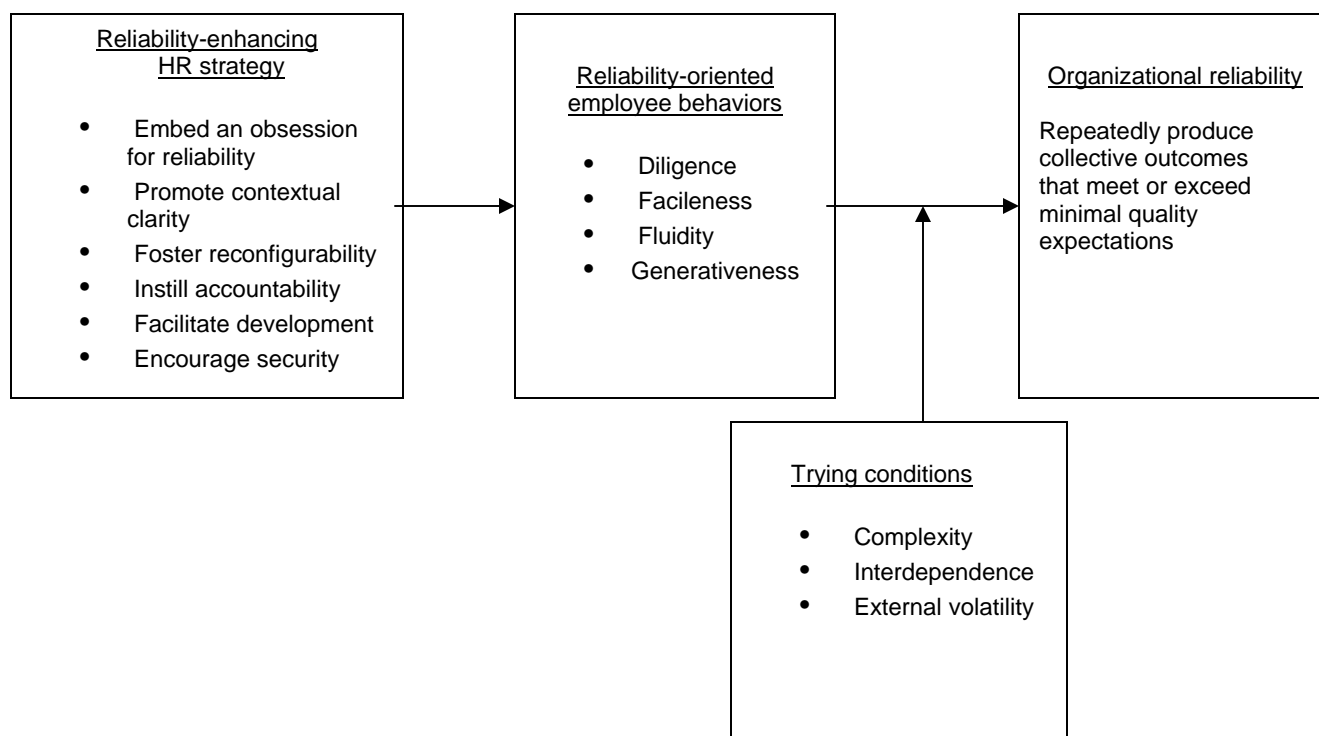 Reliability-enhancing
HR strategy
• Embed an obsession
for reliability
• Promote contextual
clarity
• Foster reconfigurability
• Instill accountability
• Facilitate development
• Encourage security
Reliability-oriented
employee behaviors
• Diligence
• Facileness
• Fluidity
• Generativeness
Organizational reliability
Repeatedly produce
collective outcomes
that meet or exceed
minimal quality
expectations
Trying conditions
• Complexity
• Interdependence
• External volatility